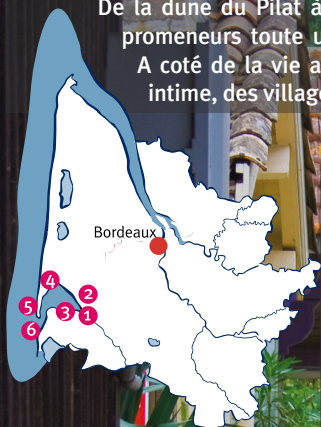 De la dune du Pilat à
promeneurs toute u
A coté de la vie a
intime, des village
Bordeaux
4
2
5
3
1
6